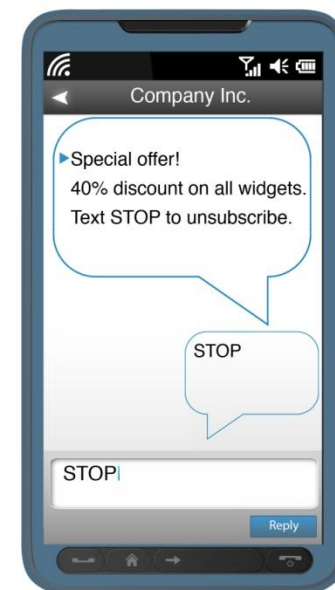 Company Inc.
Special offer!
40% discount on all widgets.
Text STOP to unsubscribe.
STOP
STOP
Reply